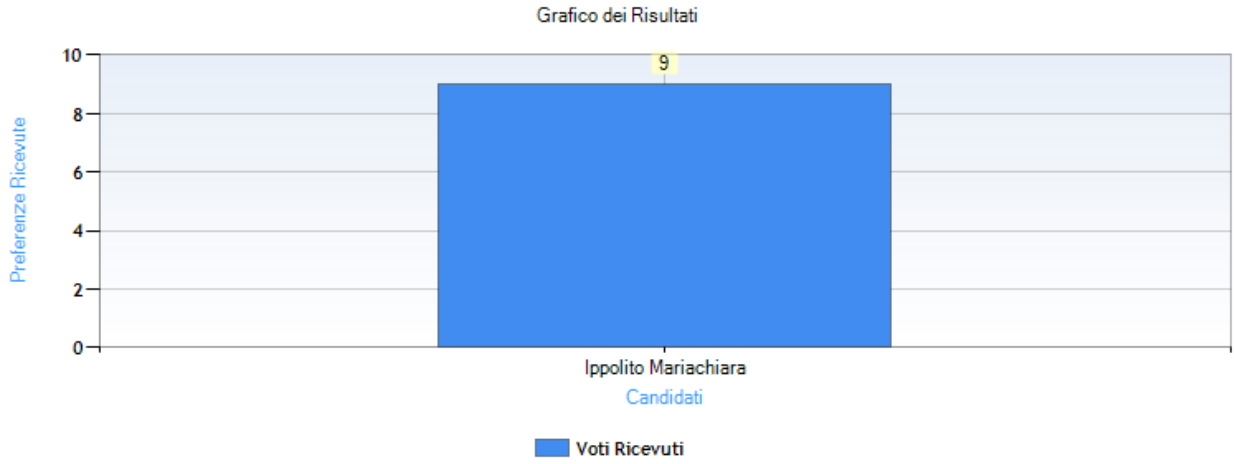 Grafico dei Risultati
10
9
8
6
4
2
0
Preferenze Ricevute
Ippolito Mariachiara
Candidati
Voti Ricevuti